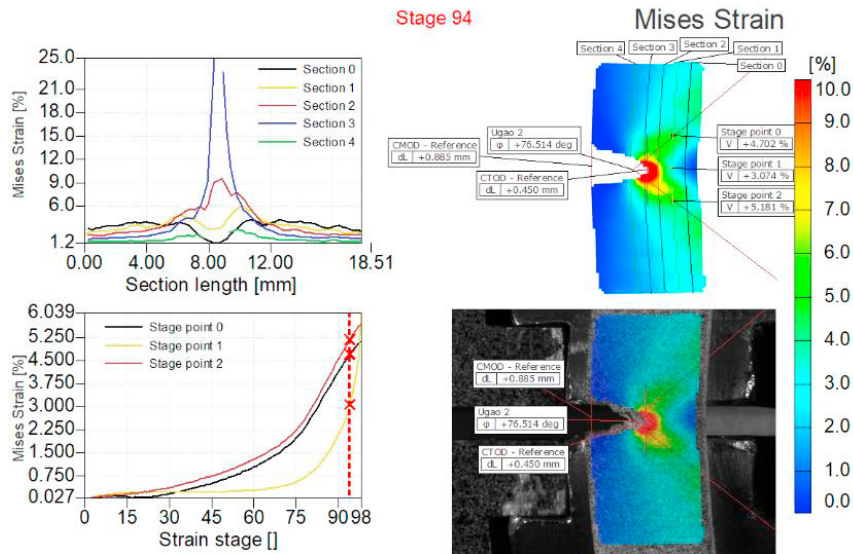 Stage 94
Mises Strain
25.0
21.0
18.0
15.0
12.0
9.0
6.0
1.2
Mises Strain [%]
Section 0
Section 1
Section 2
Section 3
Section 4
0.00
4.00
8.00
12.00
18.51
Section length [mm]
6.039
5.250
4.500
3.000
2.250
1.500
0.750
0.027
Mises Strain [%]
Stage point 0
Stage point 1
Stage point 2
0
15
30
45
60
75
90
98
Strain stage []
Section 4
Section 3
Section 2
Section 1
Section 0
Ugao 2
φ +76.514 deg
CMOD - Reference
dL +0.885 mm
CTOD - Reference
dL +0.450 mm
Stage point 0
V +4.702 %
Stage point 1
V +3.074 %
Stage point 2
V +5.181 %
CMOD - Reference
dL +0.885 mm
Ugao 2
φ +76.514 deg
CTOD - Reference
dL +0.450 mm
[%]
10.0
9.0
8.0
7.0
6.0
5.0
4.0
3.0
2.0
1.0
0.0